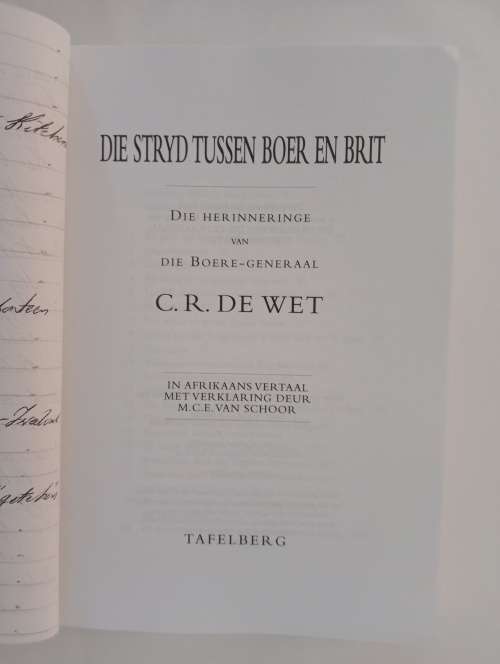 DIE STRYD TUSSEN BOER EN BRIT
DIE HERINNERINGE
VAN
DIE BOERE-GENERAAL
C. R. DE WET
IN AFRIKAANS VERTAAL
MET VERKLARING DEUR
M.C.E. VAN SCHOOR
TAFELBERG